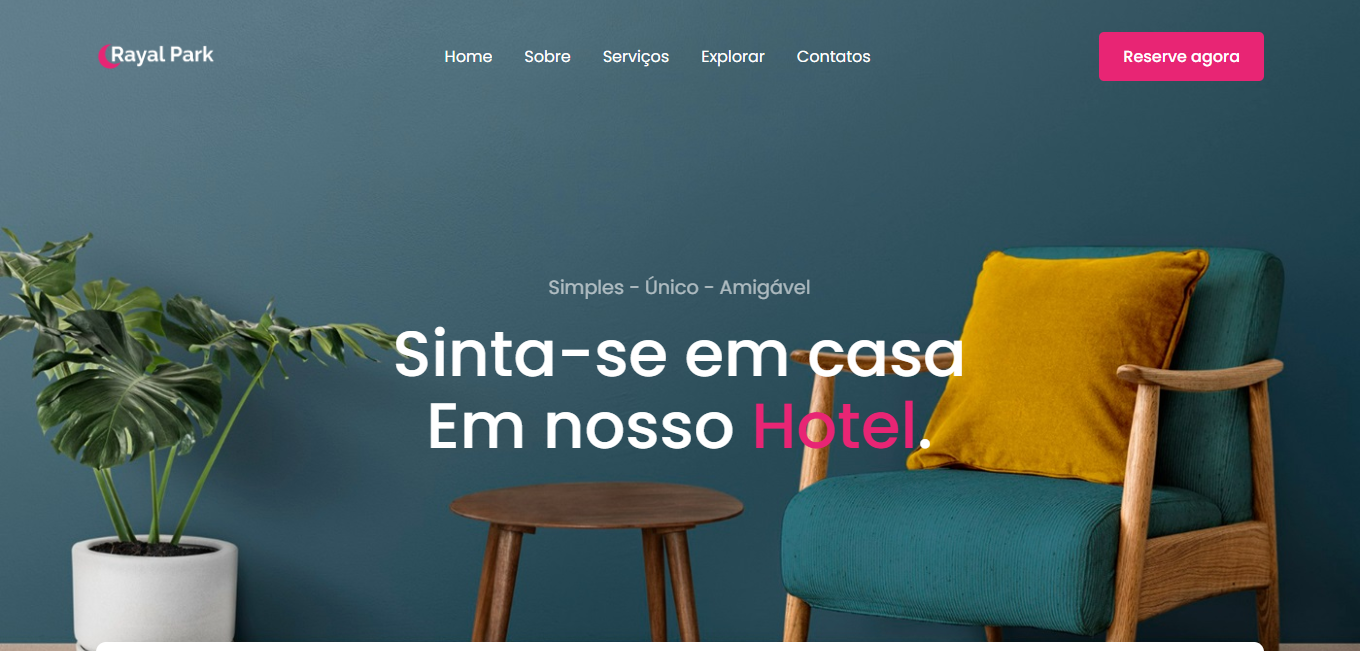 Rayal Park
Home Sobre Serviços Explorar Contatos
Reserve agora
Simples - Único - Amigável
Sinta-se em casa
Em nosso Hotel.